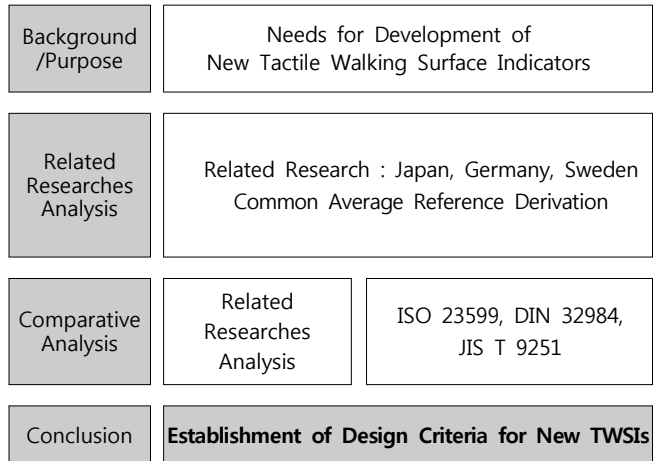 Background
/Purpose
Needs for Development of
New Tactile Walking Surface Indicators
Related
Researches
Analysis
Related Research : Japan, Germany, Sweden
Common Average Reference Derivation
Comparative
Analysis
Related
Researches
Analysis
ISO 23599, DIN 32984,
JIS T 9251
Conclusion
Establishment of Design Criteria for New TWSIs